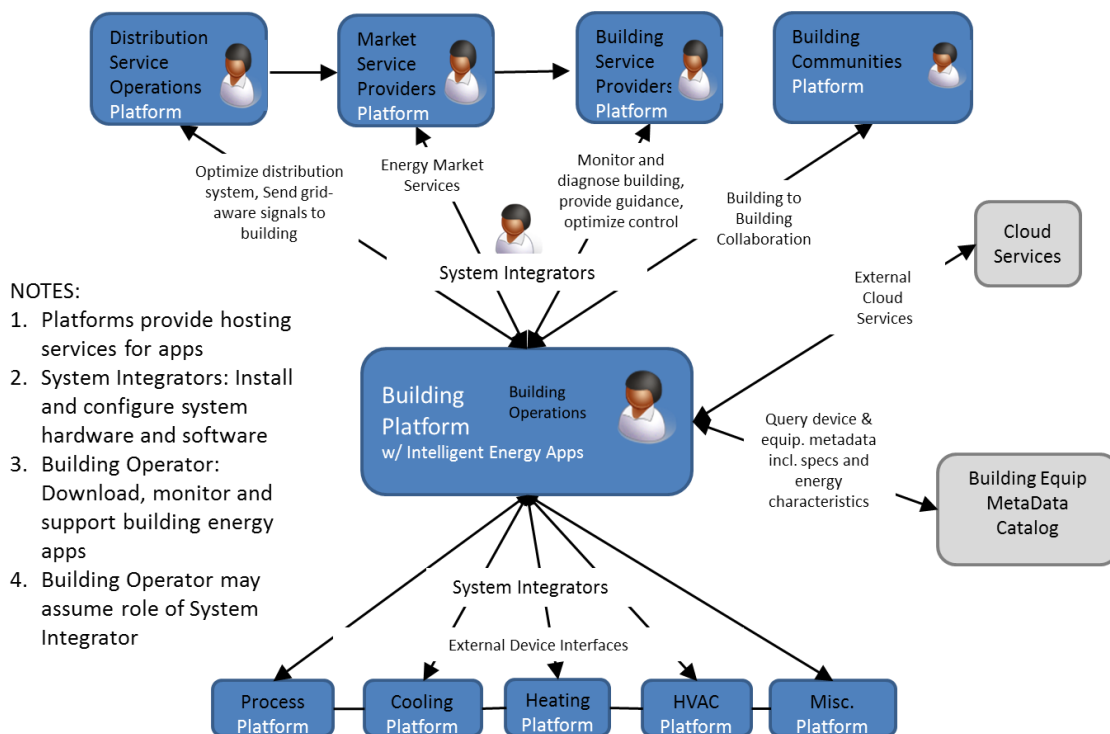 Distribution
Service
Operations
Platform
Market
Service
Providers
Platform
Building
Service
Providers
Platform
Building
Communities
Platform
Optimize distribution
system, Send grid-
aware signals to
building
Energy Market
Services
Monitor and
diagnose building,
provide guidance,
optimize control
Building to
Building
Collaboration
Cloud
Services
System Integrators
External
Cloud
Services
NOTES:
1. Platforms provide hosting
services for apps
2. System Integrators: Install
and configure system
hardware and software
3. Building Operator:
Download, monitor and
support building energy
apps
4. Building Operator may
assume role of System
Integrator
Building
Platform
w/ Intelligent Energy Apps
Building
Operations
Query device &
equip. metadata
incl. specs and
energy
characteristics
Building Equip
MetaData
Catalog
System Integrators
External Device Interfaces
Process
Platform
Cooling
Platform
Heating
Platform
HVAC
Platform
Misc.
Platform